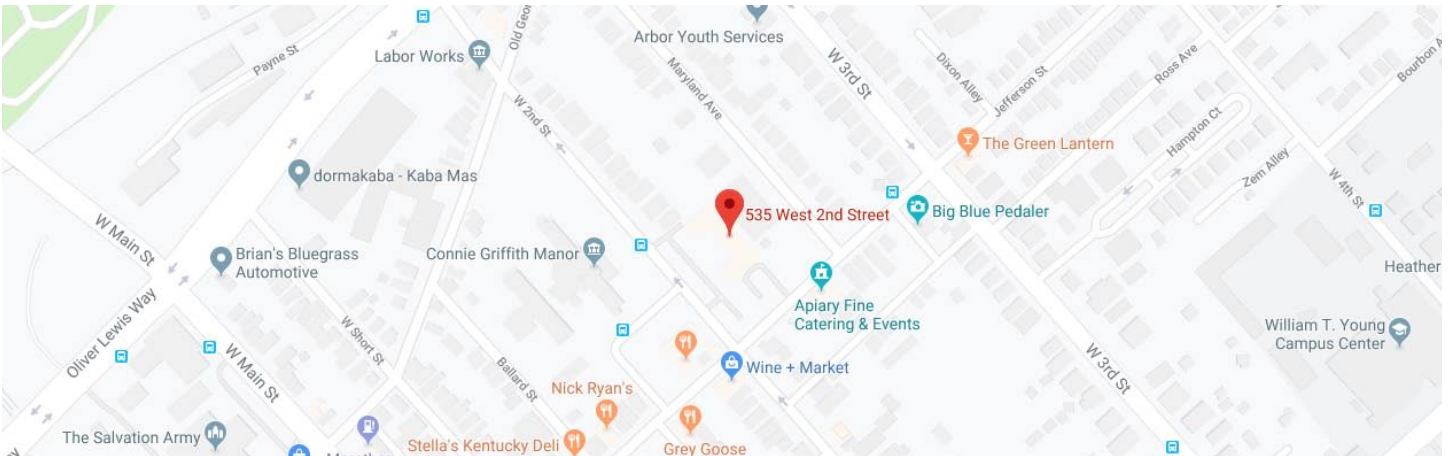 Old Geor
Labor Works
Arbor Youth Services
Payne St
W 3rd St
Dixon Alley
Jefferson St
Ross Ave
Bourbon A
Maryland Ave
W 2nd St
The Green Lantern
Hampton Ct
dormakaba - Kaba Mas
Zem Alley
W 4th St
535 West 2nd Street
Big Blue Pedaler
W Main St
Brian's Bluegrass
Automotive
Connie Griffith Manor
Heather
Apiary Fine
Catering & Events
Oliver Lewis Way
W Short St
William T. Young
Campus Center
W Main St
Ballard St
Wine + Market
W 3rd St
Nick Ryan's
The Salvation Army
Stella's Kentucky Deli
Grey Goose